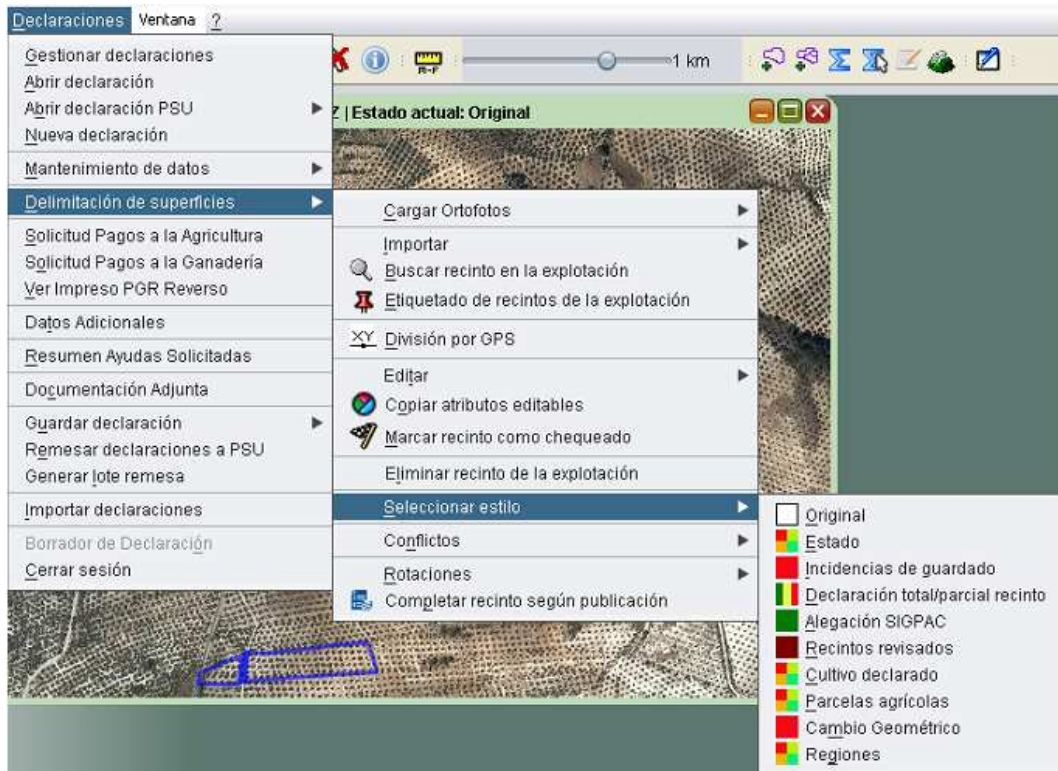 Declaraciones Ventana ?
R-F 1 km
Z | Estado actual: Original
Gestionar declaraciones
Abrir declaración
Abrir declaración PSU
Nueva declaración
Mantenimiento de datos
Delimitación de superficies
Solicitud Pagos a la Agricultura
Solicitud Pagos a la Ganadería
Ver Impreso PGR Reverso
Datos Adicionales
Resumen Ayudas Solicitadas
Documentación Adjunta
Guardar declaración
Remesar declaraciones a PSU
Generar lote remesa
Importar declaraciones
Borrador de Declaración
Cerrar sesión
Cargar Ortofotos
Importar
Buscar recinto en la explotación
Etiquetado de recintos de la explotación
XY División por GPS
Editar
Copiar atributos editables
Marcar recinto como chequeado
Eliminar recinto de la explotación
Seleccionar estilo
Conflictos
Rotaciones
Completar recinto según publicación
Original
Estado
Incidencias de guardado
Declaración total/parcial recinto
Alegación SIGPAC
Recintos revisados
Cultivo declarado
Parcelas agrícolas
Cambio Geométrico
Regiones